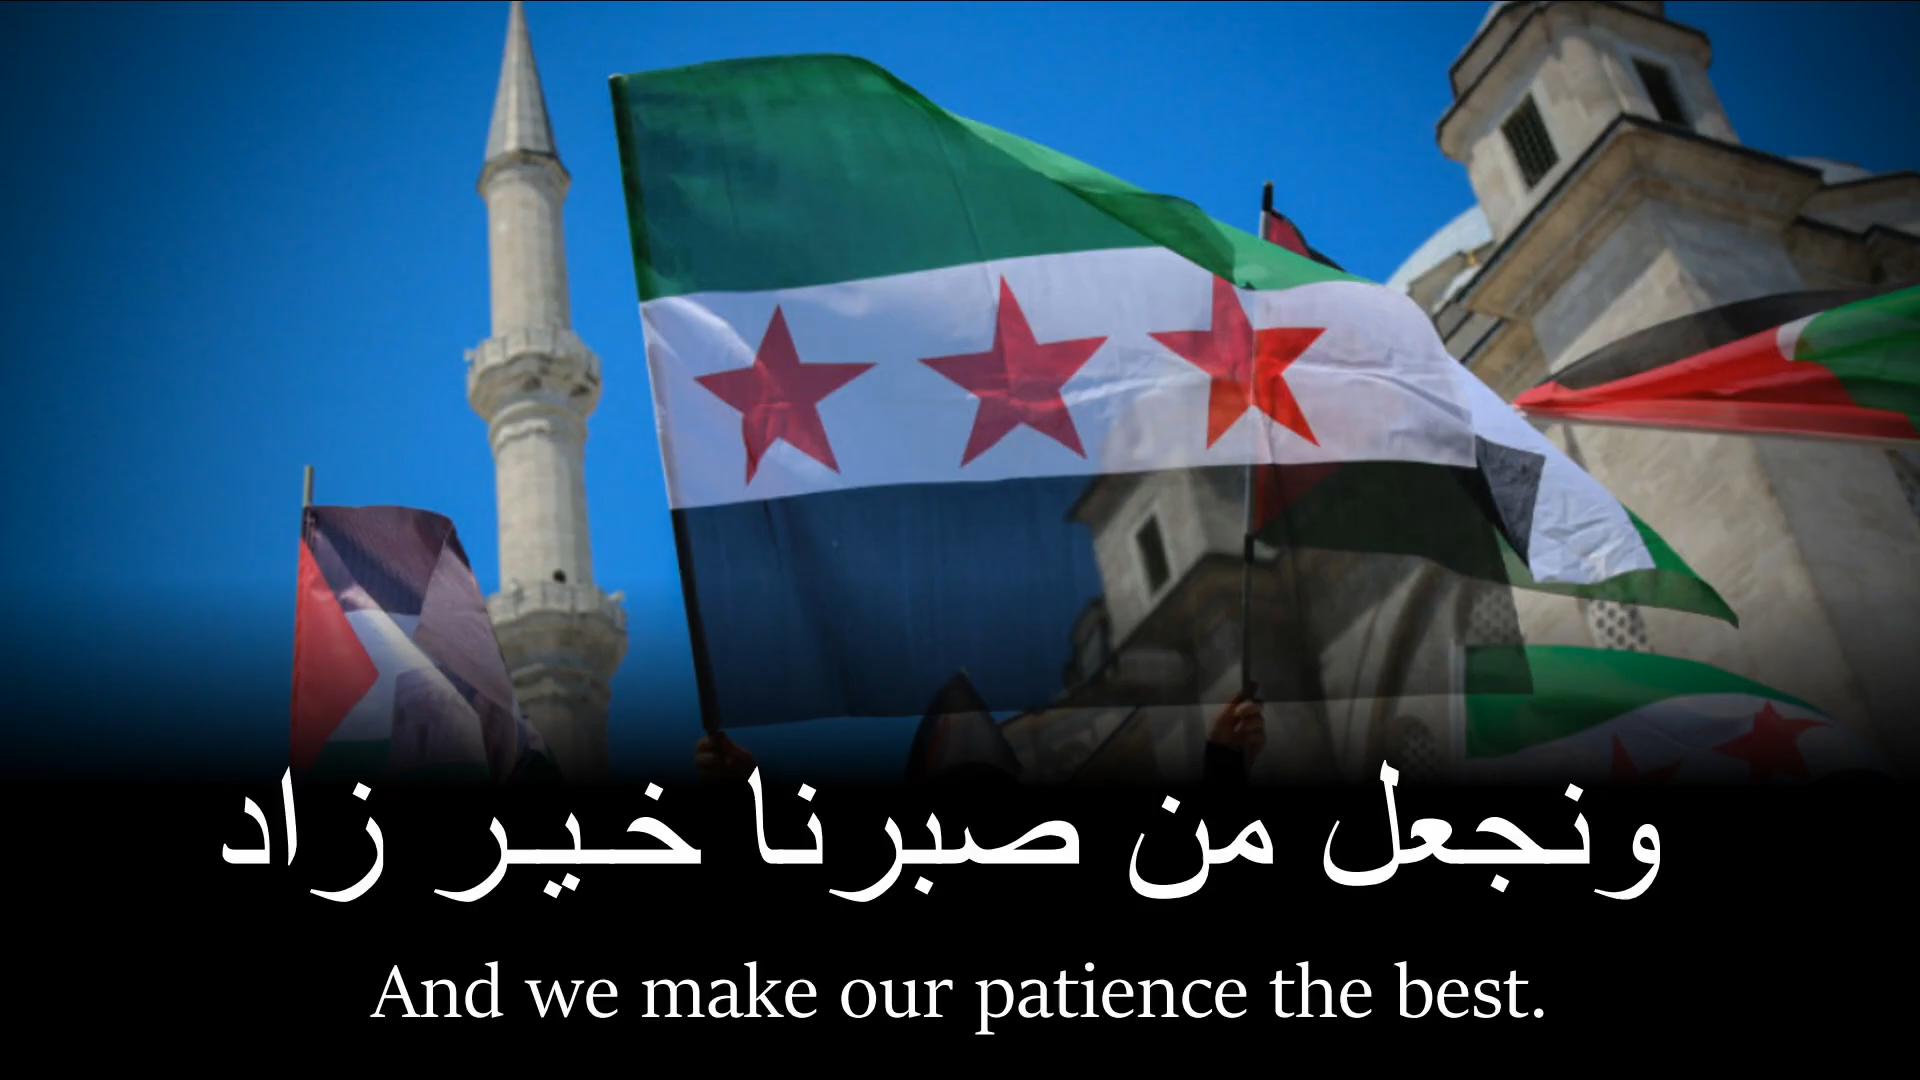 ونجعل من صبرنا خير زاد
And we make our patience the best.